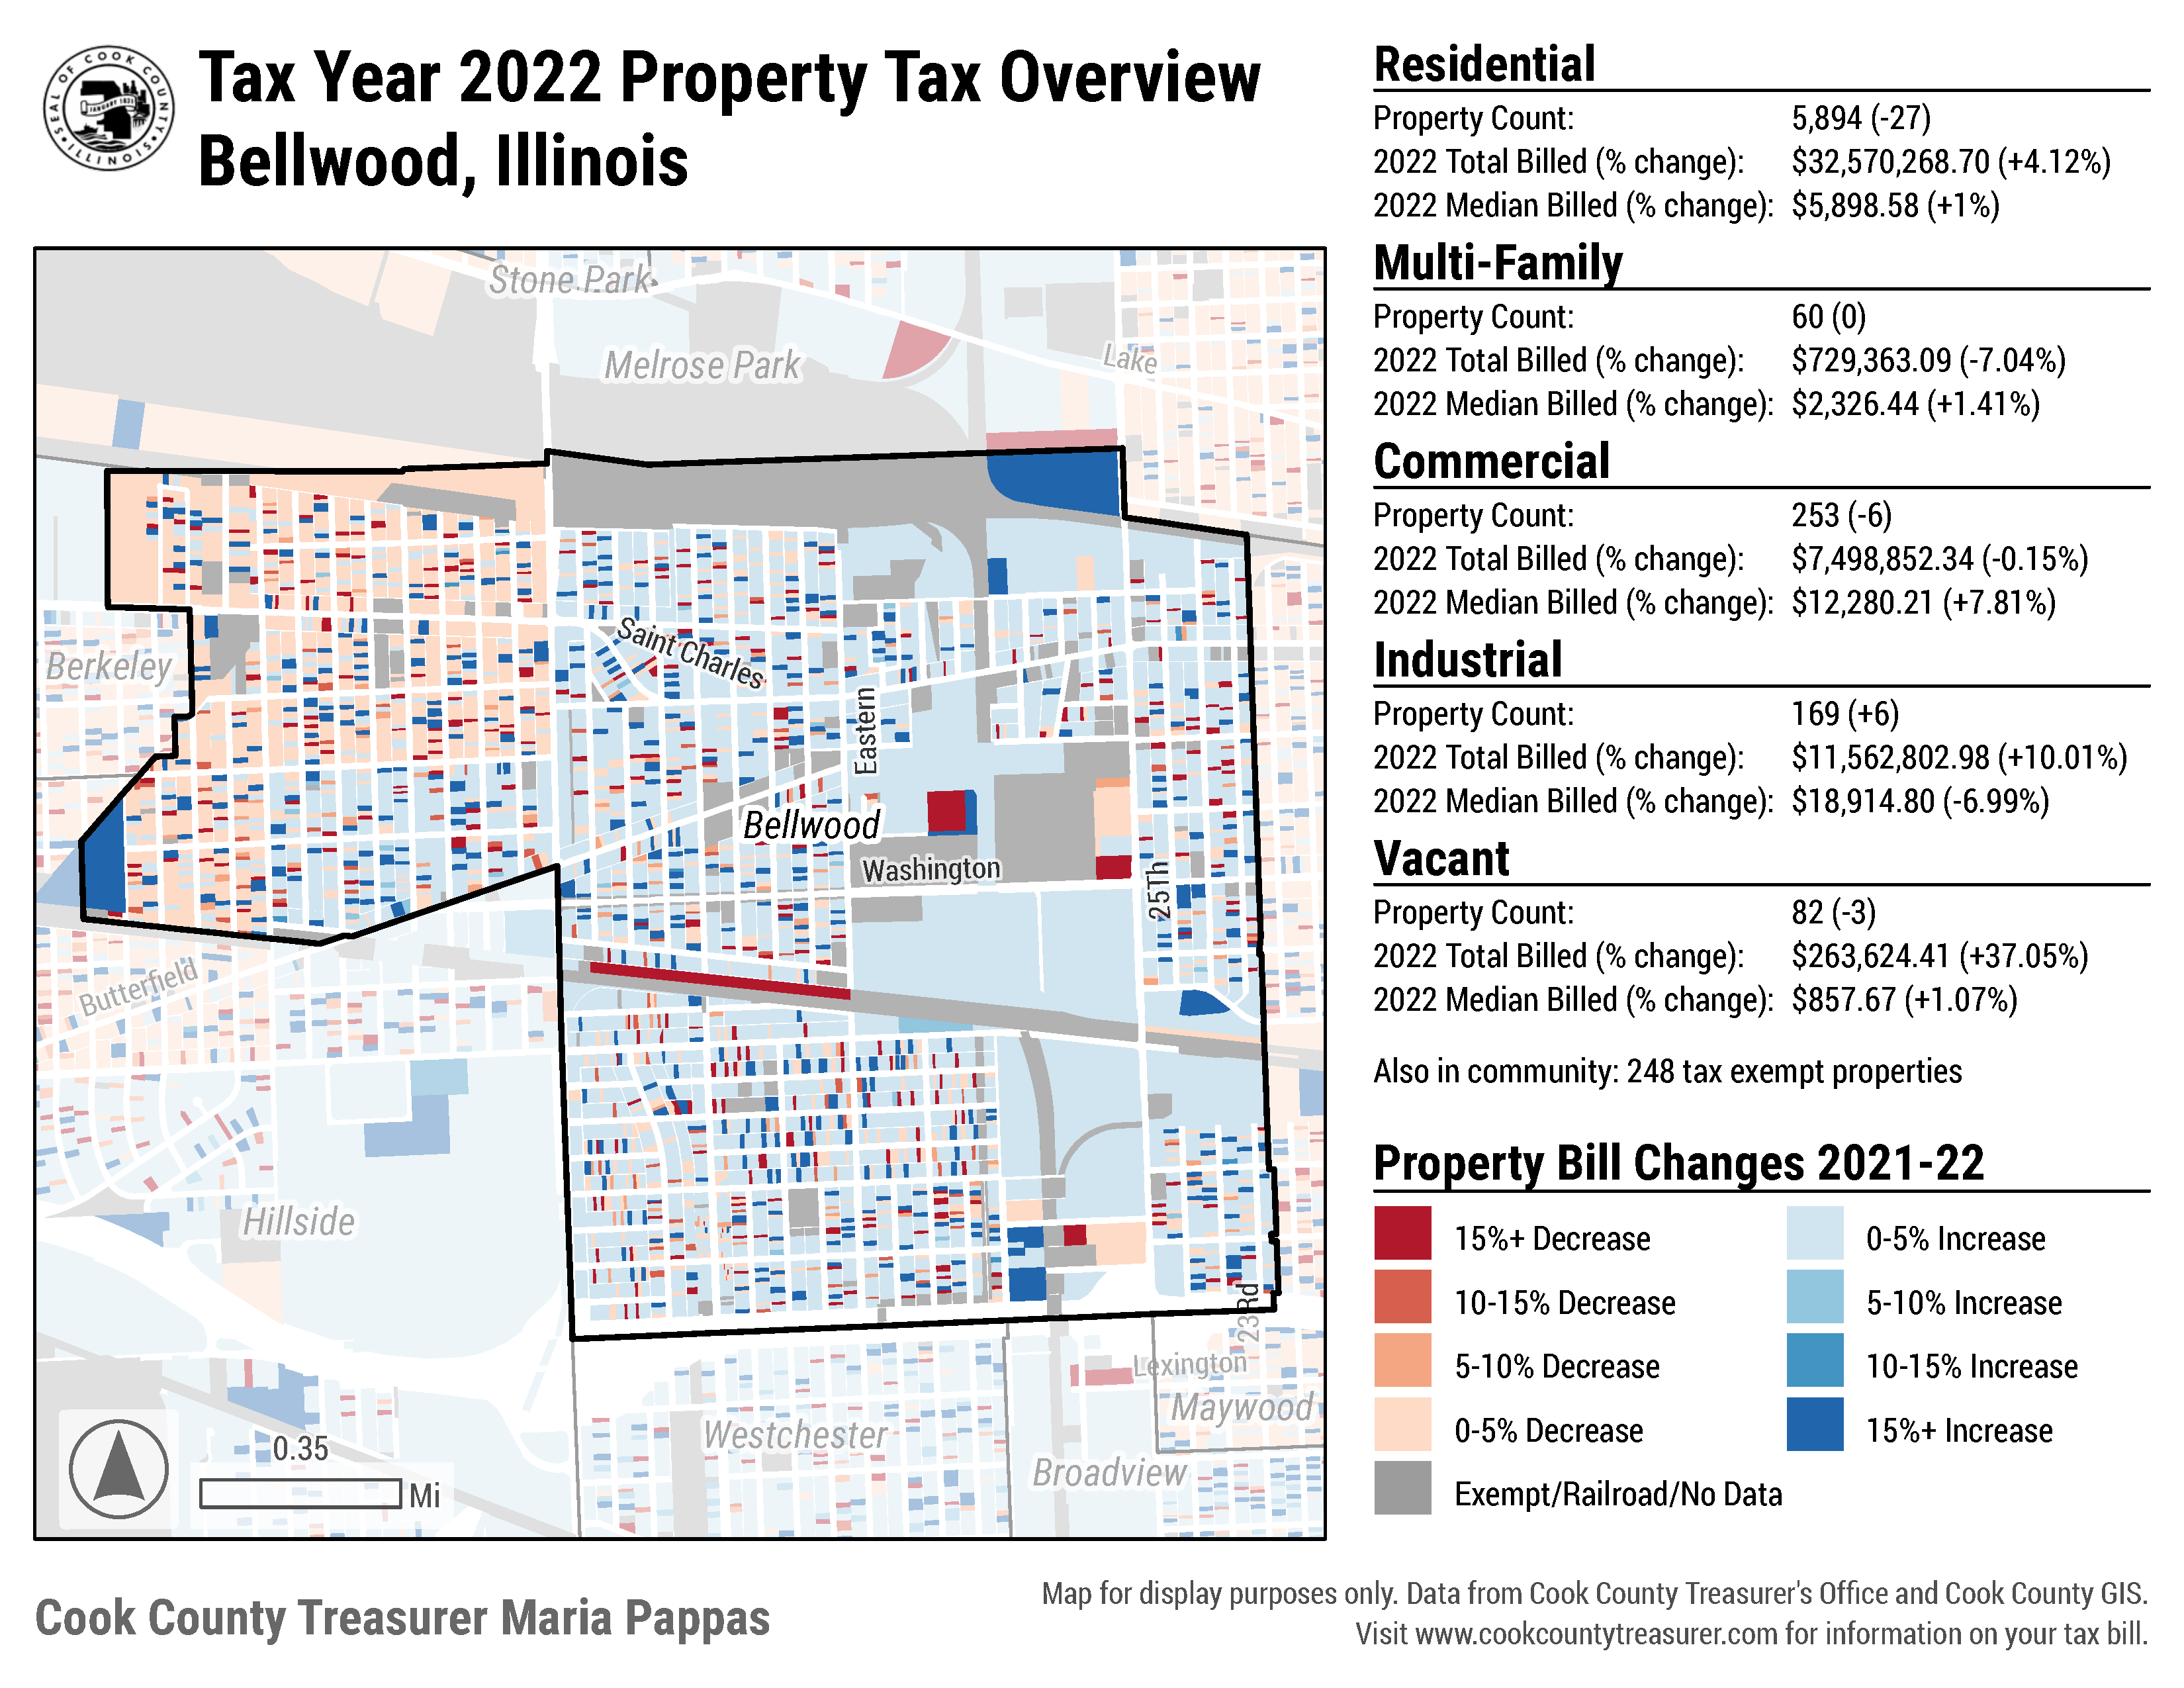 SEAL OF COOK COUNTY
ILLINOIS
JANUARY 1831
Tax Year 2022 Property Tax Overview
Bellwood, Illinois
Residential
Property Count: 5,894 (-27)
2022 Total Billed (% change): $32,570,268.70 (+4.12%)
2022 Median Billed (% change): $5,898.58 (+1%)
Multi-Family
Property Count: 60 (0)
2022 Total Billed (% change): $729,363.09 (-7.04%)
2022 Median Billed (% change): $2,326.44 (+1.41%)
Commercial
Property Count: 253 (-6)
2022 Total Billed (% change): $7,498,852.34 (-0.15%)
2022 Median Billed (% change): $12,280.21 (+7.81%)
Industrial
Property Count: 169 (+6)
2022 Total Billed (% change): $11,562,802.98 (+10.01%)
2022 Median Billed (% change): $18,914.80 (-6.99%)
Vacant
Property Count: 82 (-3)
2022 Total Billed (% change): $263,624.41 (+37.05%)
2022 Median Billed (% change): $857.67 (+1.07%)
Also in community: 248 tax exempt properties
Property Bill Changes 2021-22
15%+ Decrease
0-5% Increase
10-15% Decrease
5-10% Increase
5-10% Decrease
10-15% Increase
0-5% Decrease
15%+ Increase
Exempt/Railroad/No Data
Stone Park
Melrose Park
Lake
Berkeley
Saint Charles
Eastern
Bellwood
Washington
25Th
Butterfield
Hillside
23Rd
Lexington
Maywood
Westchester
Broadview
0.35
Mi
Cook County Treasurer Maria Pappas
Map for display purposes only. Data from Cook County Treasurer's Office and Cook County GIS.
Visit www.cookcountytreasurer.com for information on your tax bill.